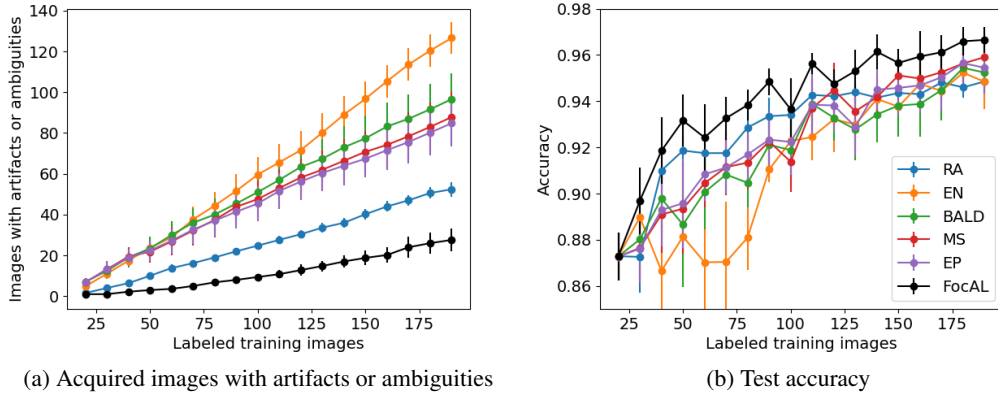 140
120
100
80
60
40
20
0
Images with artifacts or ambiguities
25 50 75 100 125 150 175
Labeled training images
(a) Acquired images with artifacts or ambiguities
0.98
0.96
0.94
0.92
0.90
0.88
0.86
Accuracy
RA
EN
BALD
MS
EP
FocAL
25 50 75 100 125 150 175
Labeled training images
(b) Test accuracy